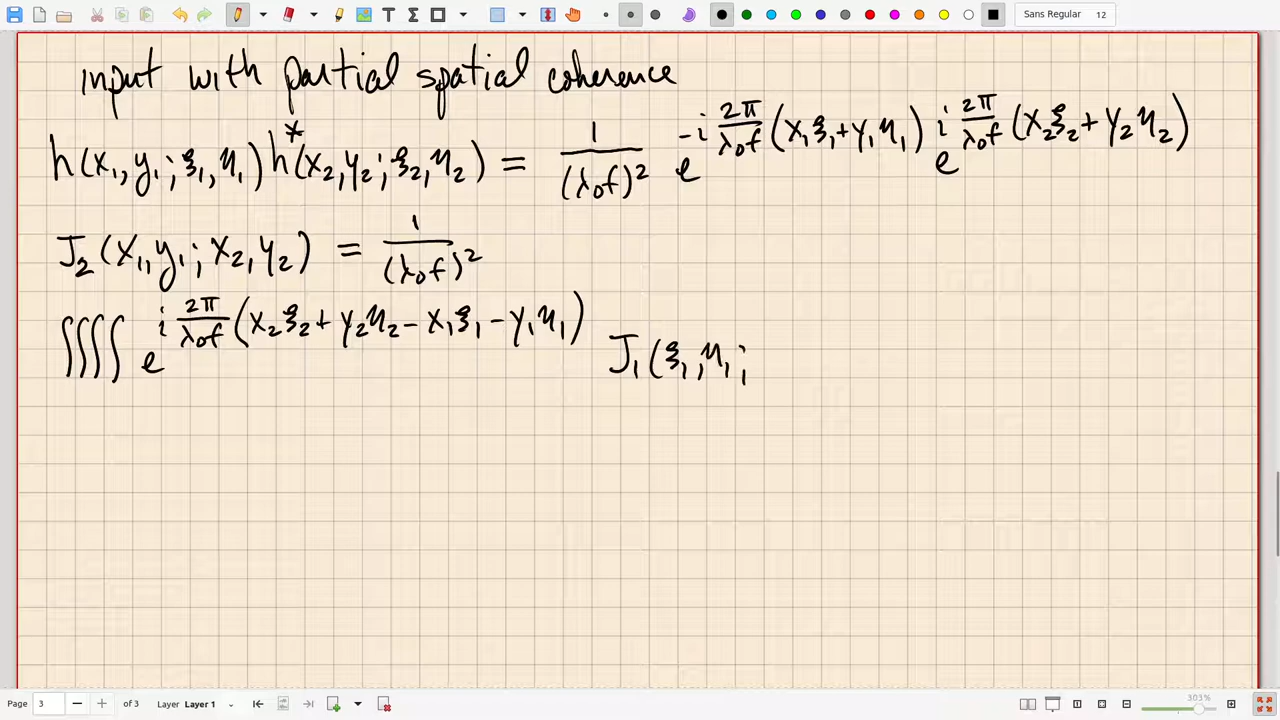 Sans Regular 12
input with partial spatial coherence
h(x₁,y₁;ξ₁,η₁)h*(x₂,y₂;ξ₂,η₂) = 1/(λ₀f)² e^{-i 2π/λ₀f (x₁ξ₁+y₁η₁)} e^{i 2π/λ₀f (x₂ξ₂+y₂η₂)}
J₂(x₁,y₁;x₂,y₂) = 1/(λ₀f)²
∫∫∫∫ e^{i 2π/λ₀f (x₂ξ₂+y₂η₂-x₁ξ₁-y₁η₁)} J₁(ξ₁,η₁;
Page 3 of 3 Layer Layer 1 303%